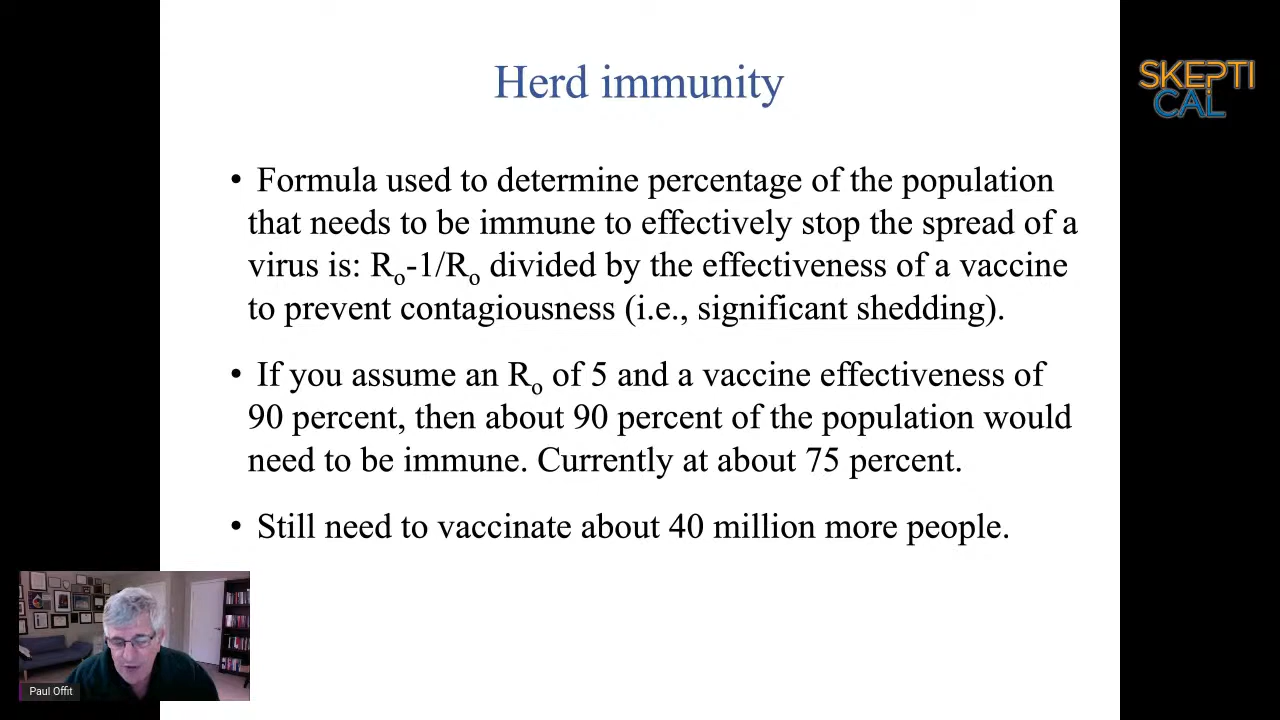 Herd immunity
SKEPTI
CAL
• Formula used to determine percentage of the population
that needs to be immune to effectively stop the spread of a
virus is: Ro-1/Ro divided by the effectiveness of a vaccine
to prevent contagiousness (i.e., significant shedding).
• If you assume an Ro of 5 and a vaccine effectiveness of
90 percent, then about 90 percent of the population would
need to be immune. Currently at about 75 percent.
• Still need to vaccinate about 40 million more people.
Paul Offit